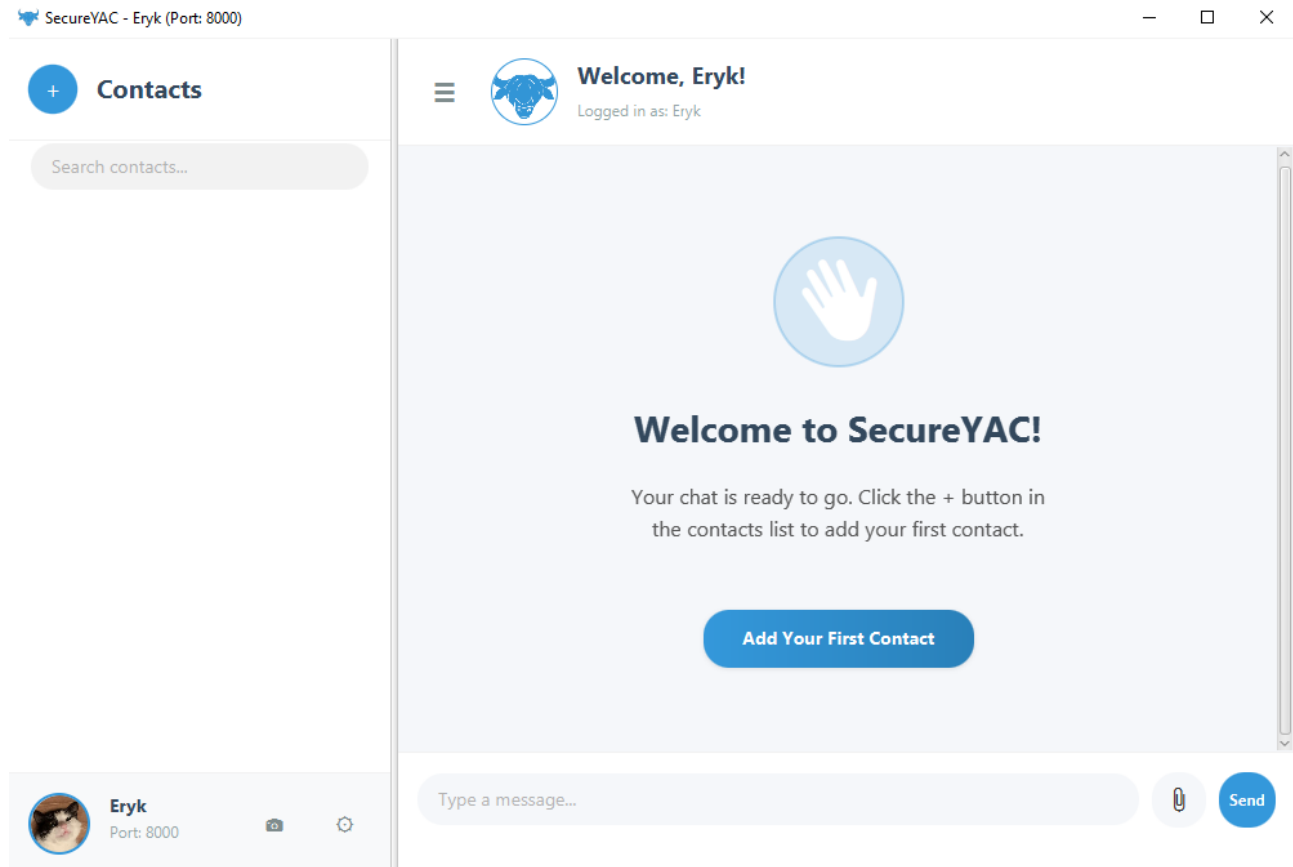 SecureYAC - Eryk (Port: 8000)
+
Contacts
Search contacts...
Welcome, Eryk!
Logged in as: Eryk
Welcome to SecureYAC!
Your chat is ready to go. Click the + button in
the contacts list to add your first contact.
Add Your First Contact
Eryk
Port: 8000
Type a message...
Send